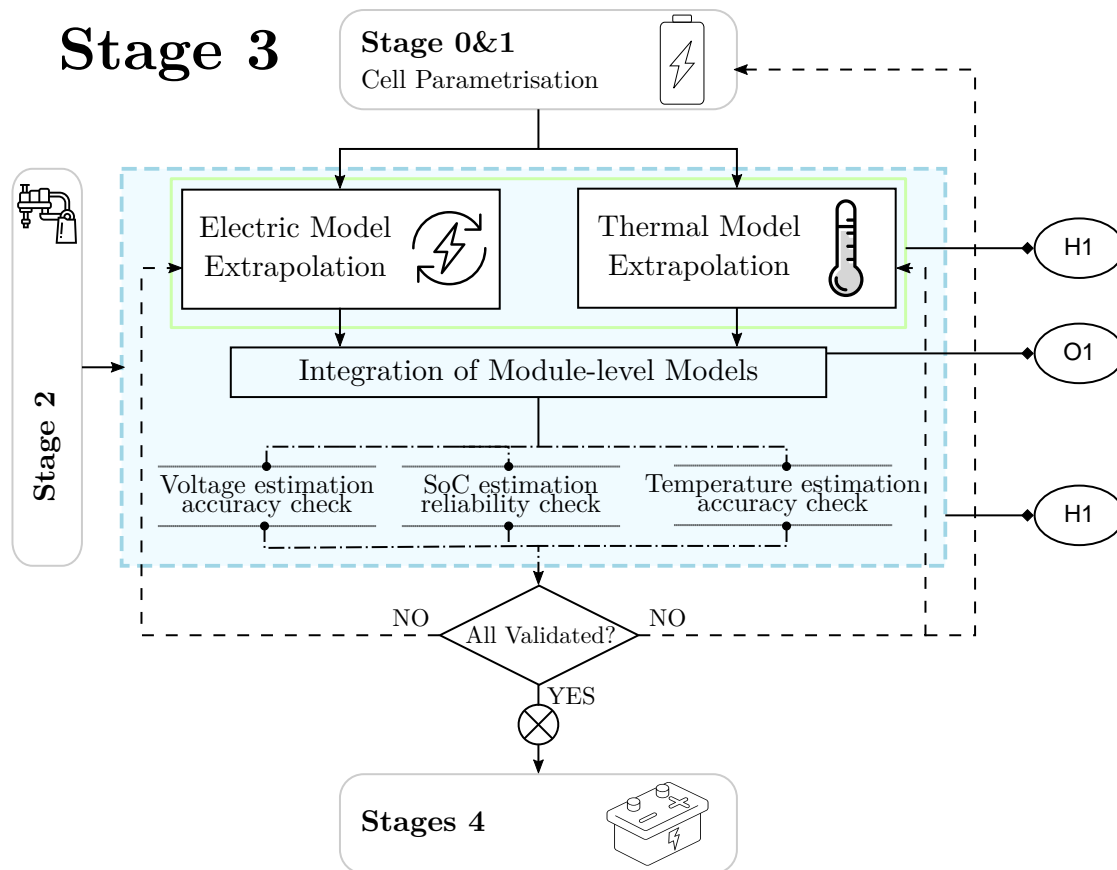 Stage 3
Stage 0&1
Cell Parametrisation
Stage 2
Electric Model
Extrapolation
Thermal Model
Extrapolation
H1
Integration of Module-level Models
O1
Voltage estimation
accuracy check
SoC estimation
reliability check
Temperature estimation
accuracy check
H1
NO
All Validated?
NO
YES
Stages 4